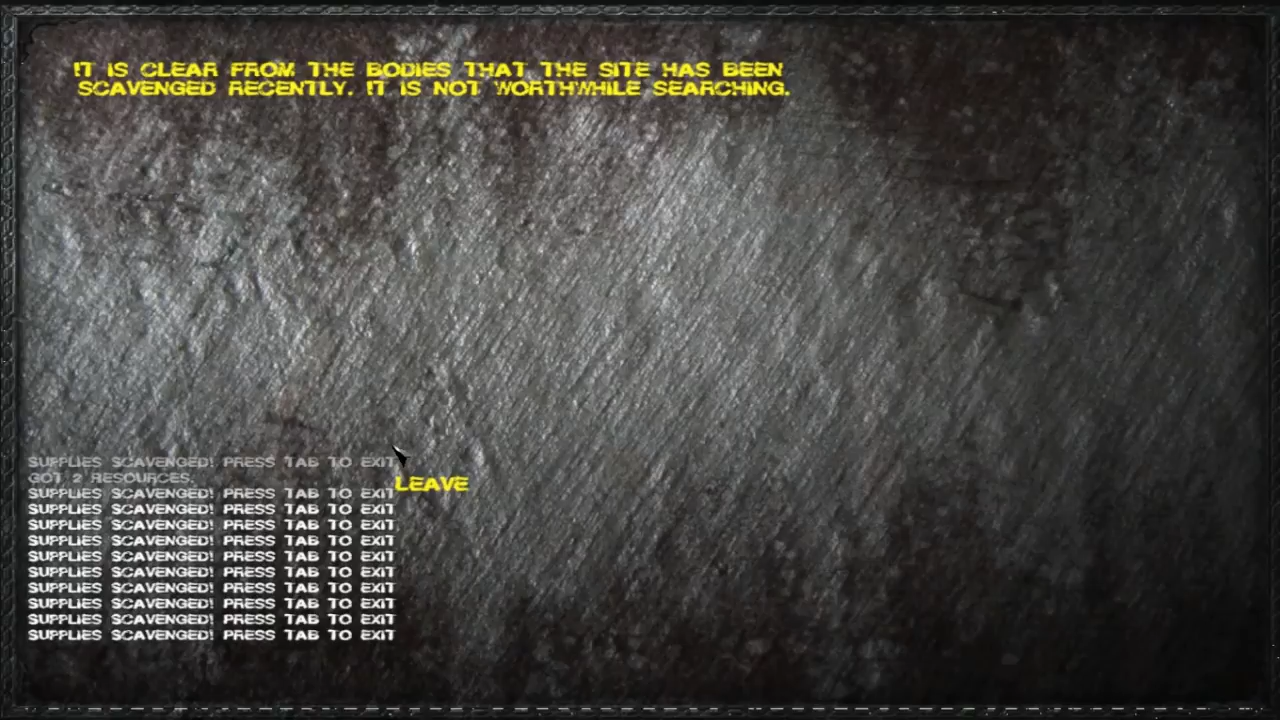 IT IS CLEAR FROM THE BODIES THAT THE SITE HAS BEEN
SCAVENGED RECENTLY. IT IS NOT WORTHWHILE SEARCHING.
SUPPLIES SCAVENGED! PRESS TAB TO EXIT
GOT 2 RESOURCES.
LEAVE
SUPPLIES SCAVENGED! PRESS TAB TO EXIT
SUPPLIES SCAVENGED! PRESS TAB TO EXIT
SUPPLIES SCAVENGED! PRESS TAB TO EXIT
SUPPLIES SCAVENGED! PRESS TAB TO EXIT
SUPPLIES SCAVENGED! PRESS TAB TO EXIT
SUPPLIES SCAVENGED! PRESS TAB TO EXIT
SUPPLIES SCAVENGED! PRESS TAB TO EXIT
SUPPLIES SCAVENGED! PRESS TAB TO EXIT
SUPPLIES SCAVENGED! PRESS TAB TO EXIT
SUPPLIES SCAVENGED! PRESS TAB TO EXIT